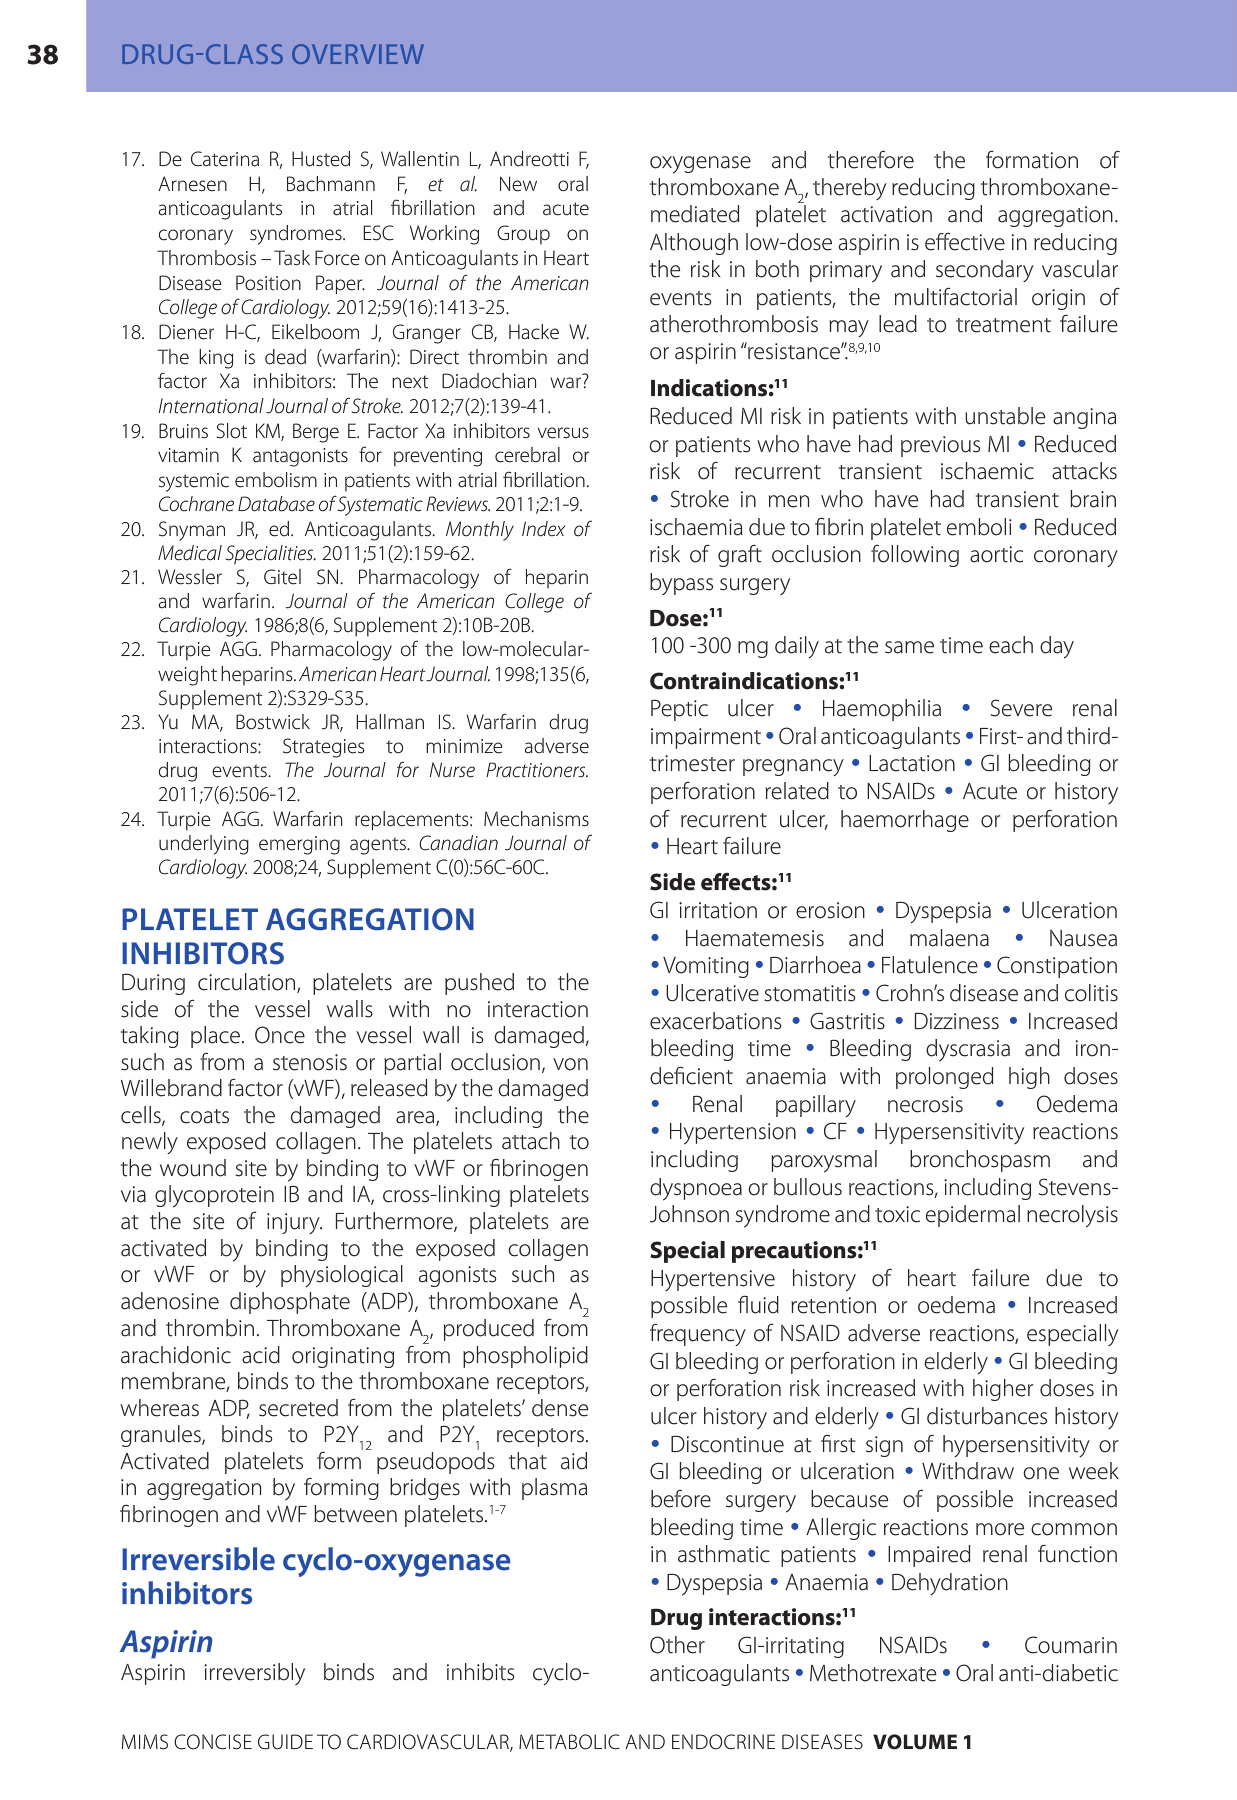 38
DRUG-CLASS OVERVIEW
17. De Caterina R, Husted S, Wallentin L, Andreotti F,
Arnesen H, Bachmann F, et al. New oral
anticoagulants in atrial fibrillation and acute
coronary syndromes. ESC Working Group on
Thrombosis – Task Force on Anticoagulants in Heart
Disease Position Paper. Journal of the American
College of Cardiology. 2012;59(16):1413-25.
18. Diener H-C, Eikelboom J, Granger CB, Hacke W.
The king is dead (warfarin): Direct thrombin and
factor Xa inhibitors: The next Diadochian war?
International Journal of Stroke. 2012;7(2):139-41.
19. Bruins Slot KM, Berge E. Factor Xa inhibitors versus
vitamin K antagonists for preventing cerebral or
systemic embolism in patients with atrial fibrillation.
Cochrane Database of Systematic Reviews. 2011;2:1-9.
20. Snyman JR, ed. Anticoagulants. Monthly Index of
Medical Specialities. 2011;51(2):159-62.
21. Wessler S, Gitel SN. Pharmacology of heparin
and warfarin. Journal of the American College of
Cardiology. 1986;8(6, Supplement 2):10B-20B.
22. Turpie AGG. Pharmacology of the low-molecular-
weight heparins. American Heart Journal. 1998;135(6,
Supplement 2):S329-S35.
23. Yu MA, Bostwick JR, Hallman IS. Warfarin drug
interactions: Strategies to minimize adverse
drug events. The Journal for Nurse Practitioners.
2011;7(6):506-12.
24. Turpie AGG. Warfarin replacements: Mechanisms
underlying emerging agents. Canadian Journal of
Cardiology. 2008;24, Supplement C(0):56C-60C.
PLATELET AGGREGATION
INHIBITORS
During circulation, platelets are pushed to the
side of the vessel walls with no interaction
taking place. Once the vessel wall is damaged,
such as from a stenosis or partial occlusion, von
Willebrand factor (vWF), released by the damaged
cells, coats the damaged area, including the
newly exposed collagen. The platelets attach to
the wound site by binding to vWF or fibrinogen
via glycoprotein IB and IA, cross-linking platelets
at the site of injury. Furthermore, platelets are
activated by binding to the exposed collagen
or vWF or by physiological agonists such as
adenosine diphosphate (ADP), thromboxane A2
and thrombin. Thromboxane A2, produced from
arachidonic acid originating from phospholipid
membrane, binds to the thromboxane receptors,
whereas ADP, secreted from the platelets’ dense
granules, binds to P2Y12 and P2Y1 receptors.
Activated platelets form pseudopods that aid
in aggregation by forming bridges with plasma
fibrinogen and vWF between platelets.1-7
Irreversible cyclo-oxygenase
inhibitors
Aspirin
Aspirin irreversibly binds and inhibits cyclo-
oxygenase and therefore the formation of
thromboxane A2, thereby reducing thromboxane-
mediated platelet activation and aggregation.
Although low-dose aspirin is effective in reducing
the risk in both primary and secondary vascular
events in patients, the multifactorial origin of
atherothrombosis may lead to treatment failure
or aspirin “resistance”.8,9,10
Indications:11
Reduced MI risk in patients with unstable angina
or patients who have had previous MI • Reduced
risk of recurrent transient ischaemic attacks
• Stroke in men who have had transient brain
ischaemia due to fibrin platelet emboli • Reduced
risk of graft occlusion following aortic coronary
bypass surgery
Dose:11
100 -300 mg daily at the same time each day
Contraindications:11
Peptic ulcer • Haemophilia • Severe renal
impairment • Oral anticoagulants • First- and third-
trimester pregnancy • Lactation • GI bleeding or
perforation related to NSAIDs • Acute or history
of recurrent ulcer, haemorrhage or perforation
• Heart failure
Side effects:11
GI irritation or erosion • Dyspepsia • Ulceration
• Haematemesis and malaena • Nausea
• Vomiting • Diarrhoea • Flatulence • Constipation
• Ulcerative stomatitis • Crohn’s disease and colitis
exacerbations • Gastritis • Dizziness • Increased
bleeding time • Bleeding dyscrasia and iron-
deficient anaemia with prolonged high doses
• Renal papillary necrosis • Oedema
• Hypertension • CF • Hypersensitivity reactions
including paroxysmal bronchospasm and
dyspnoea or bullous reactions, including Stevens-
Johnson syndrome and toxic epidermal necrolysis
Special precautions:11
Hypertensive history of heart failure due to
possible fluid retention or oedema • Increased
frequency of NSAID adverse reactions, especially
GI bleeding or perforation in elderly • GI bleeding
or perforation risk increased with higher doses in
ulcer history and elderly • GI disturbances history
• Discontinue at first sign of hypersensitivity or
GI bleeding or ulceration • Withdraw one week
before surgery because of possible increased
bleeding time • Allergic reactions more common
in asthmatic patients • Impaired renal function
• Dyspepsia • Anaemia • Dehydration
Drug interactions:11
Other GI-irritating NSAIDs • Coumarin
anticoagulants • Methotrexate • Oral anti-diabetic
MIMS CONCISE GUIDE TO CARDIOVASCULAR, METABOLIC AND ENDOCRINE DISEASES VOLUME 1